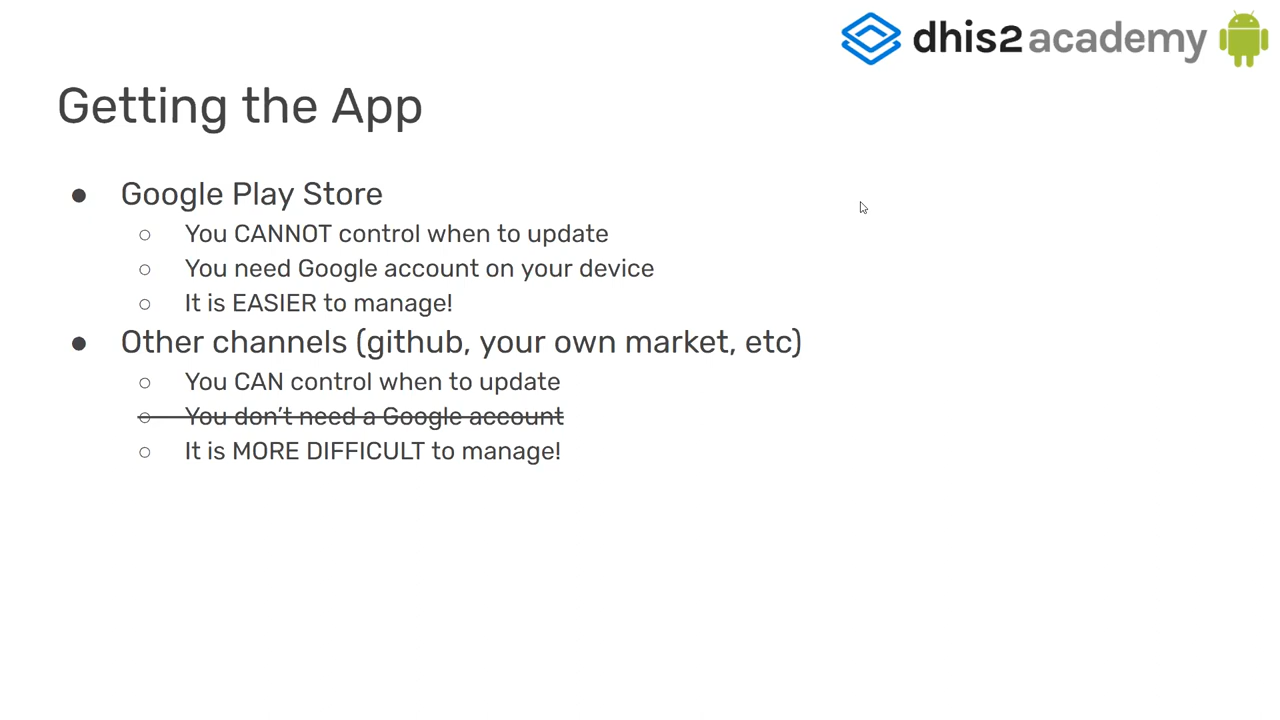 dhis2 academy
Getting the App
● Google Play Store
○ You CANNOT control when to update
○ You need Google account on your device
○ It is EASIER to manage!
● Other channels (github, your own market, etc)
○ You CAN control when to update
○ You don't need a Google account
○ It is MORE DIFFICULT to manage!